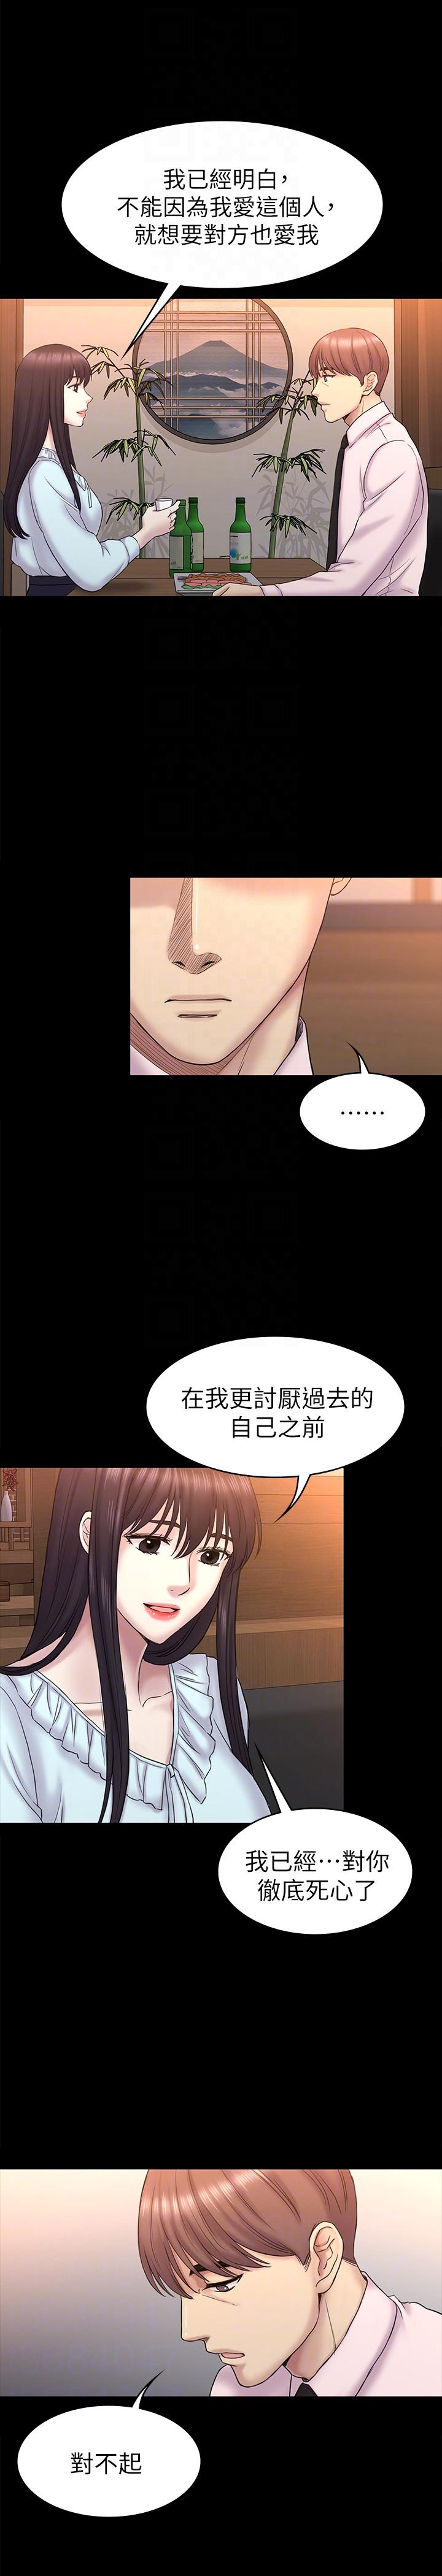 我已經明白，
不能因為我愛這個人，
就想要對方也愛我
⋯⋯
在我更討厭過去的
自己之前
我已經⋯對你
徹底死心了
對不起